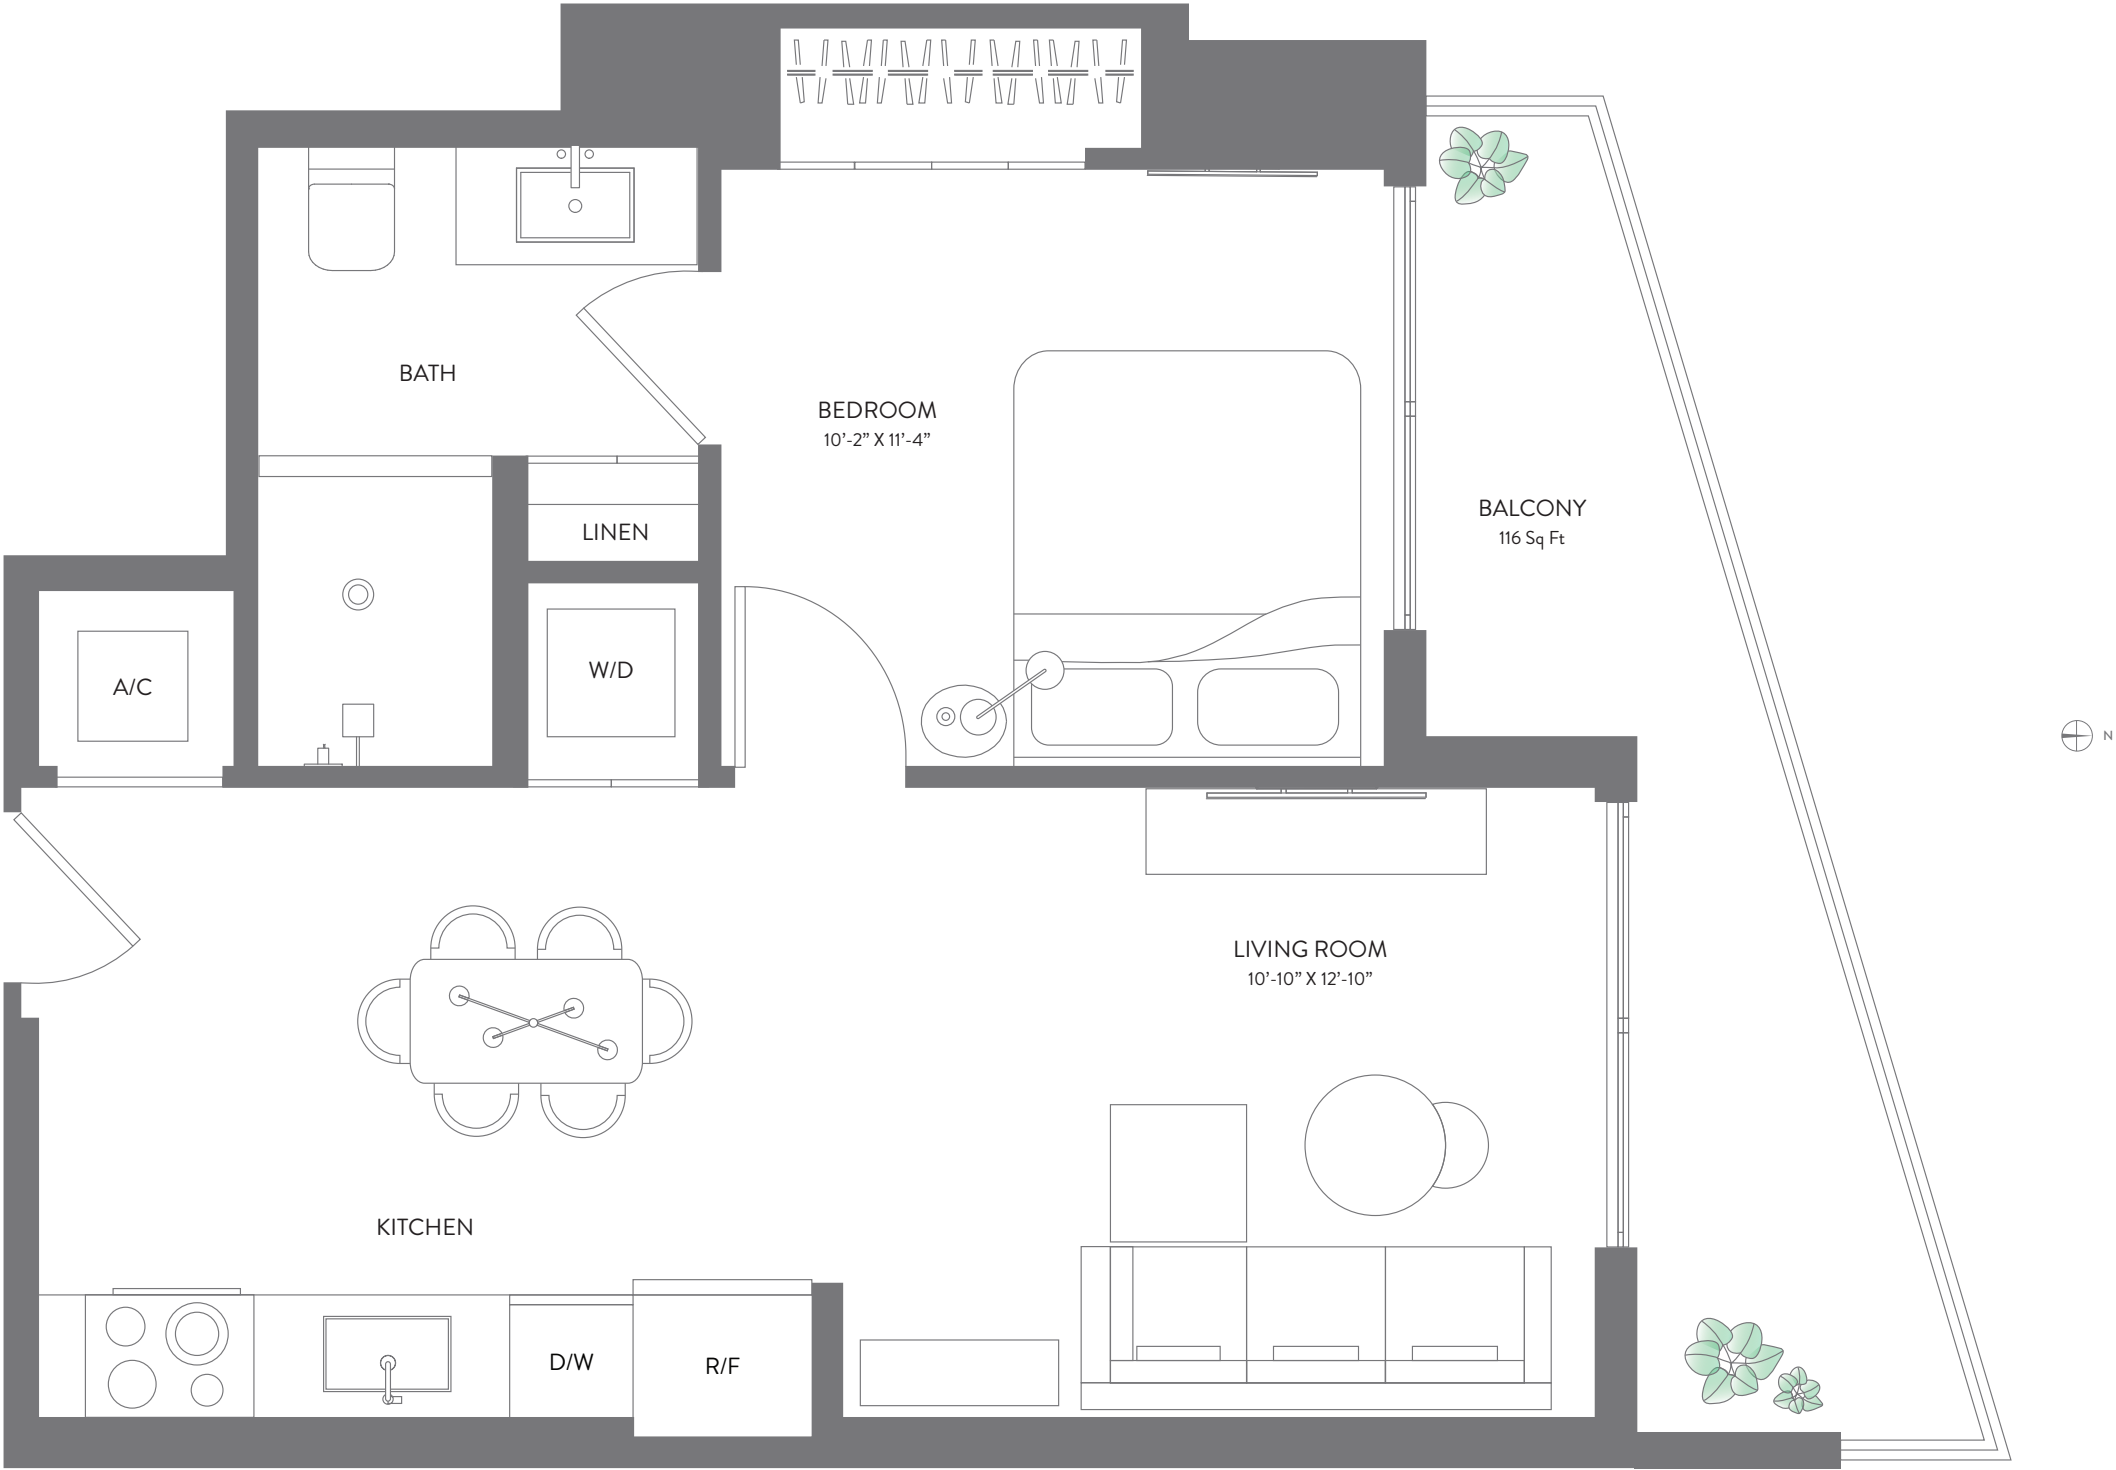 BATH
BEDROOM
10’-2” X 11’-4”
BALCONY
116 Sq Ft
LINEN
W/D
A/C
N
LIVING ROOM
10’-10” X 12’-10”
KITCHEN
D/W
R/F